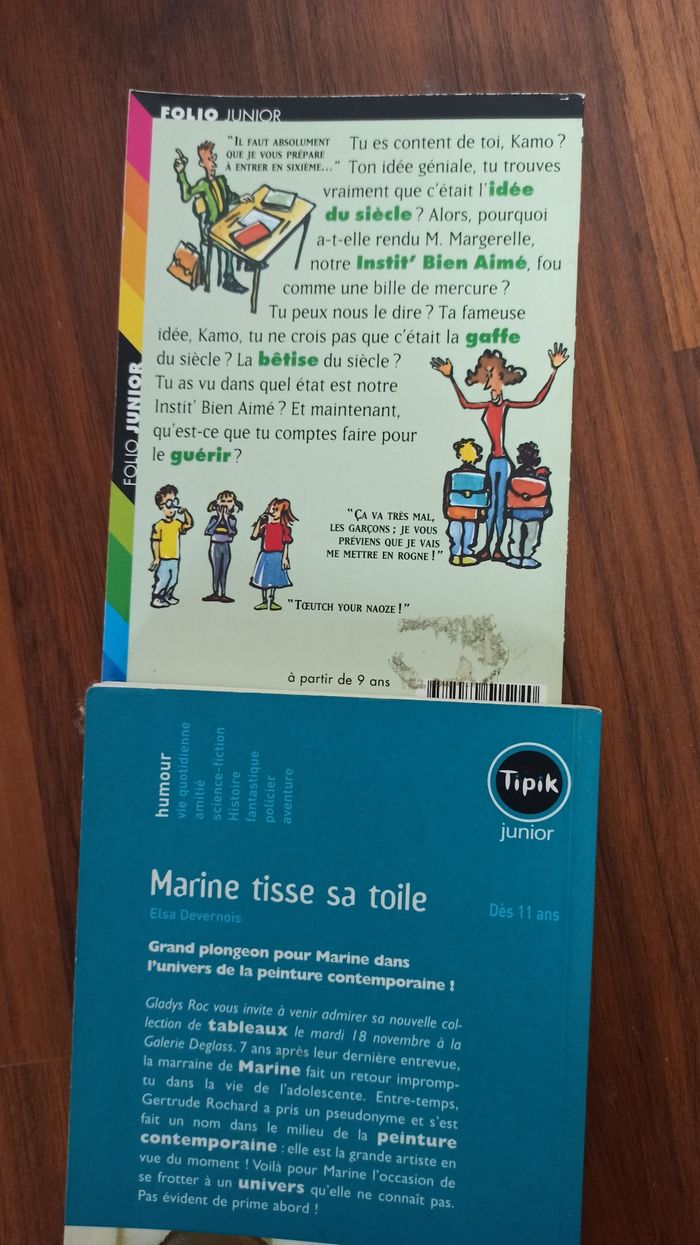 FOLIO JUNIOR
"IL FAUT ABSOLUMENT
QUE JE VOUS PRÉPARE
À ENTRER EN SIXIÈME..."
Tu es content de toi, Kamo ?
Ton idée géniale, tu trouves
vraiment que c'était l'idée
du siècle ? Alors, pourquoi
a-t-elle rendu M. Margerelle,
notre Instit' Bien Aimé, fou
comme une bille de mercure ?
Tu peux nous le dire ? Ta fameuse
idée, Kamo, tu ne crois pas que c'était la gaffe
du siècle ? La bêtise du siècle ?
Tu as vu dans quel état est notre
Instit' Bien Aimé ? Et maintenant,
qu'est-ce que tu comptes faire pour
le guérir ?
FOLIO JUNIOR
"ÇA VA TRÈS MAL,
LES GARÇONS ; JE VOUS
PRÉVIENS QUE JE VAIS
ME METTRE EN ROGNE !"
"TŒUTCH YOUR NAOZE !"
à partir de 9 ans
humour
vie quotidienne
amitié
science-fiction
Histoire
fantastique
policier
aventure
Tipik
junior
Marine tisse sa toile
Elsa Devernois
Dès 11 ans
Grand plongeon pour Marine dans
l'univers de la peinture contemporaine !
Gladys Roc vous invite à venir admirer sa nouvelle col-
lection de tableaux le mardi 18 novembre à la
Galerie Deglass. 7 ans après leur dernière entrevue,
la marraine de Marine fait un retour impromp-
tu dans la vie de l'adolescente. Entre-temps,
Gertrude Rochard a pris un pseudonyme et s'est
fait un nom dans le milieu de la peinture
contemporaine : elle est la grande artiste en
vue du moment ! Voilà pour Marine l'occasion de
se frotter à un univers qu'elle ne connaît pas.
Pas évident de prime abord !